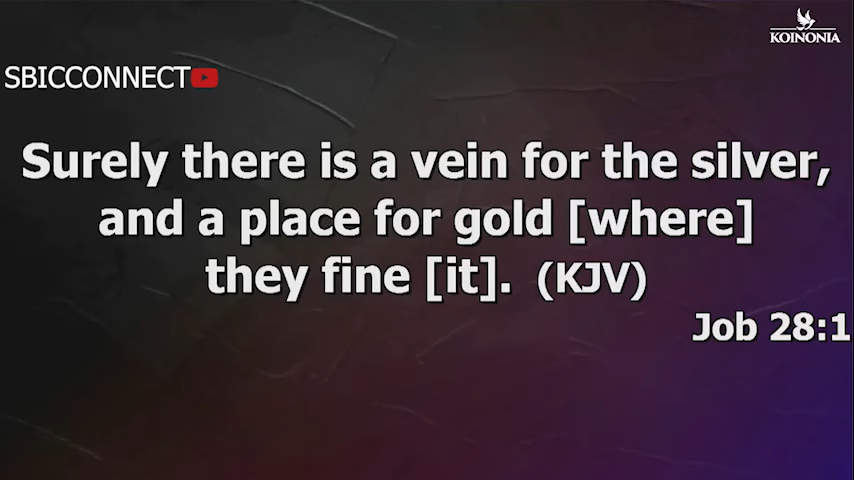 KOINONIA
SBICCONNECT
Surely there is a vein for the silver,
and a place for gold [where]
they fine [it]. (KJV)
Job 28:1